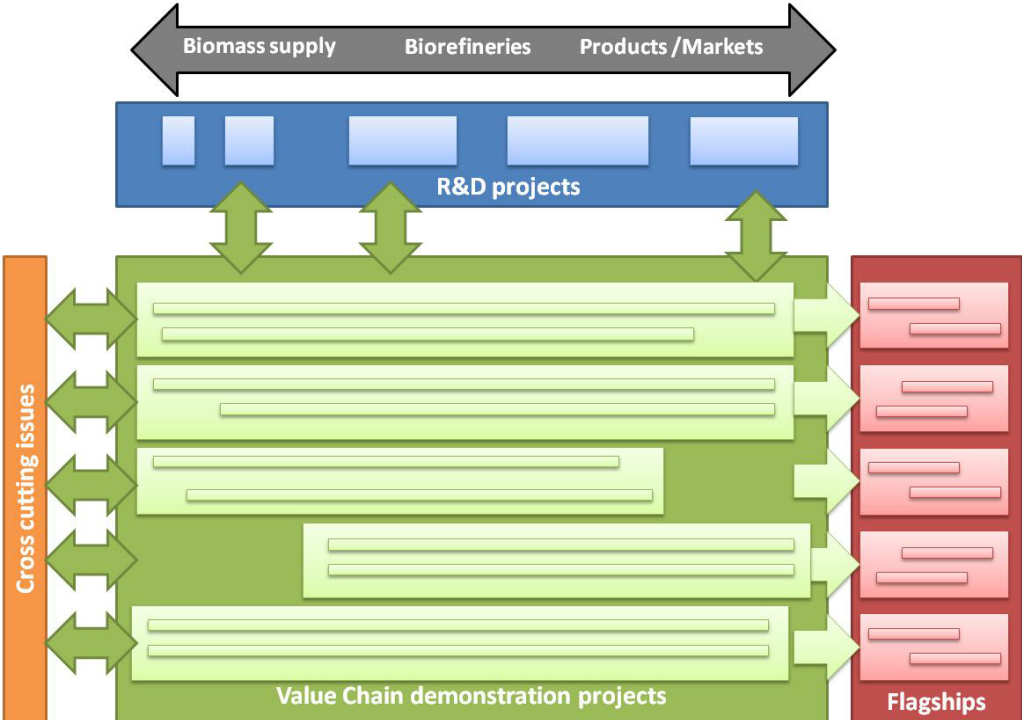 Biomass supply
Biorefineries
Products /Markets
R&D projects
Cross cutting issues
Value Chain demonstration projects
Flagships